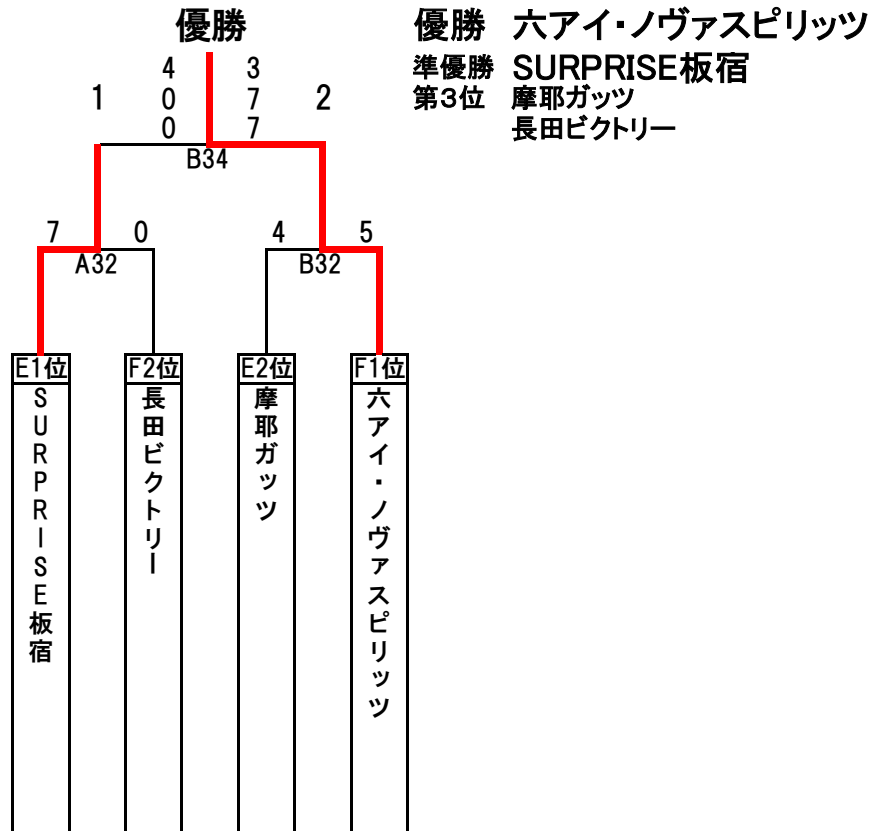 優勝 優勝 六アイ・ノヴァスピリッツ
準優勝 SURPRISE板宿
第3位 摩耶ガッツ
長田ビクトリー
4 3
1 0 7 2
0 7
B34
7 0 4 5
A32 B32
E1位 F2位 E2位 F1位
SURPRISE板宿
長田ビクトリー
摩耶ガッツ
六アイ・ノヴァスピリッツ